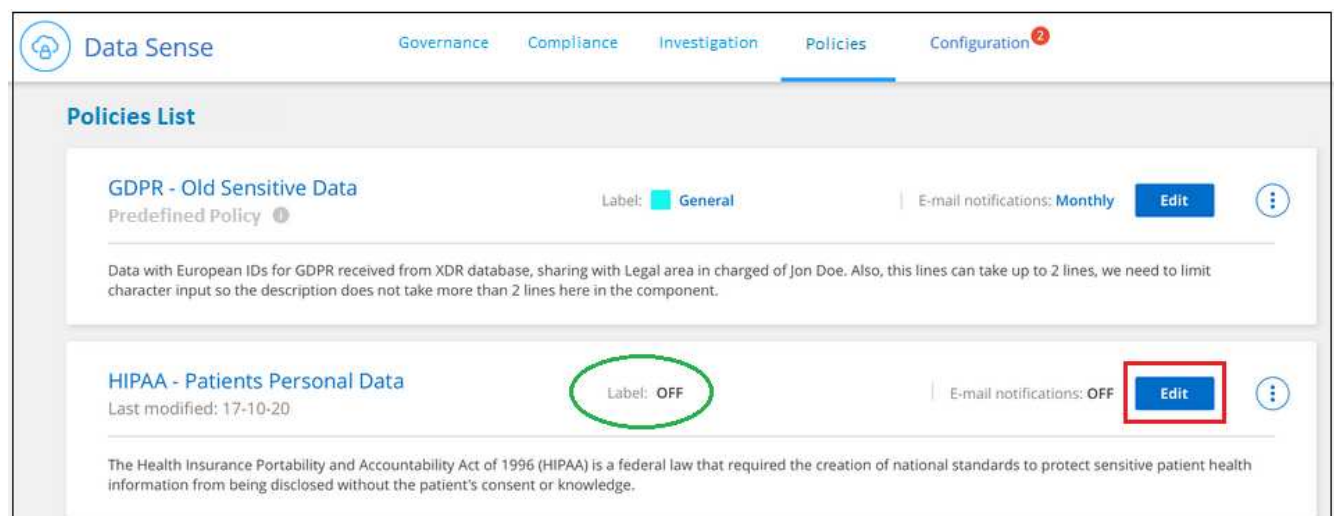 Data Sense
Governance Compliance Investigation Policies Configuration 2
Policies List
GDPR - Old Sensitive Data
Predefined Policy i
Label: General
E-mail notifications: Monthly
Edit
Data with European IDs for GDPR received from XDR database, sharing with Legal area in charged of Jon Doe. Also, this lines can take up to 2 lines, we need to limit
character input so the description does not take more than 2 lines here in the component.
HIPAA - Patients Personal Data
Last modified: 17-10-20
Label: OFF
E-mail notifications: OFF
Edit
The Health Insurance Portability and Accountability Act of 1996 (HIPAA) is a federal law that required the creation of national standards to protect sensitive patient health
information from being disclosed without the patient's consent or knowledge.